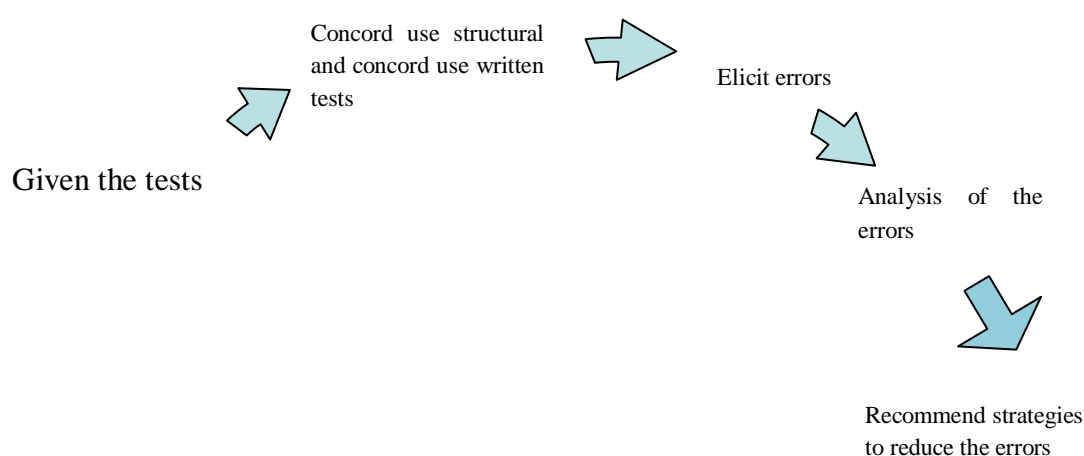 Given the tests
Concord use structural
and concord use written
tests
Elicit errors
Analysis of the
errors
Recommend strategies
to reduce the errors